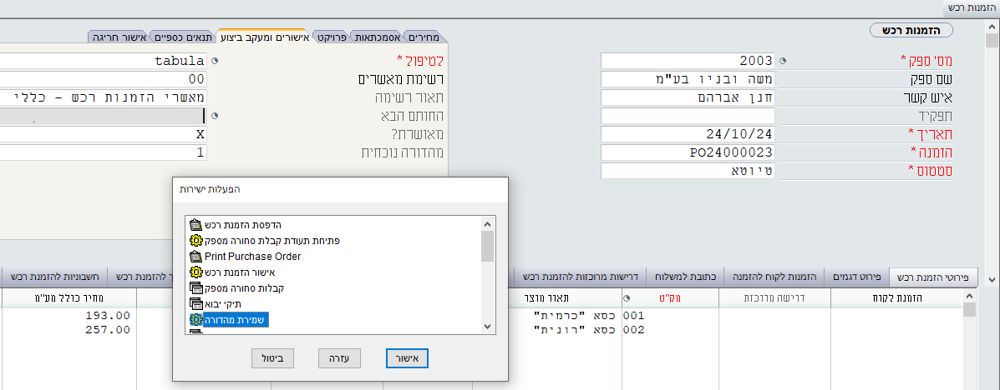 הזמנות רכש
הזמנות רכש
מס' ספק * 2003
שם ספק משה ובניו בע"מ
איש קשר חנן אברהם
תפקיד
תאריך * 24/10/24
הזמנה * PO24000023
סטטוס * טיוטא
מחירים אסמכתאות פרויקט אישורים ומעקב ביצוע תנאים כספיים אישור חריגה
לטיפול * tabula
רשימת מאשרים 00
תאור רשימה מאשרי הזמנות רכש - כללי
החותם הבא
מאושרת? X
מהדורה נוכחית 1
הפעלות ישירות
הדפסת הזמנת רכש
פתיחת תעודת קבלת סחורה מספק
Print Purchase Order
אישור הזמנת רכש
קבלות סחורה מספק
תיקי יבוא
שמירת מהדורה
אישור עזרה ביטול
פירוטי הזמנת רכש פירוט דגמים הזמנות לקוח להזמנה כתובת למשלוח דרישות מרוכזות להזמנת רכש ך להזמנת רכש חשבוניות להזמנת רכש
הזמנת לקוח דרישה מרוכזת מק"ט תאור מוצר מחיר כולל מע"מ
001 כסא "כרמית" 193.00
002 כסא "רונית" 257.00